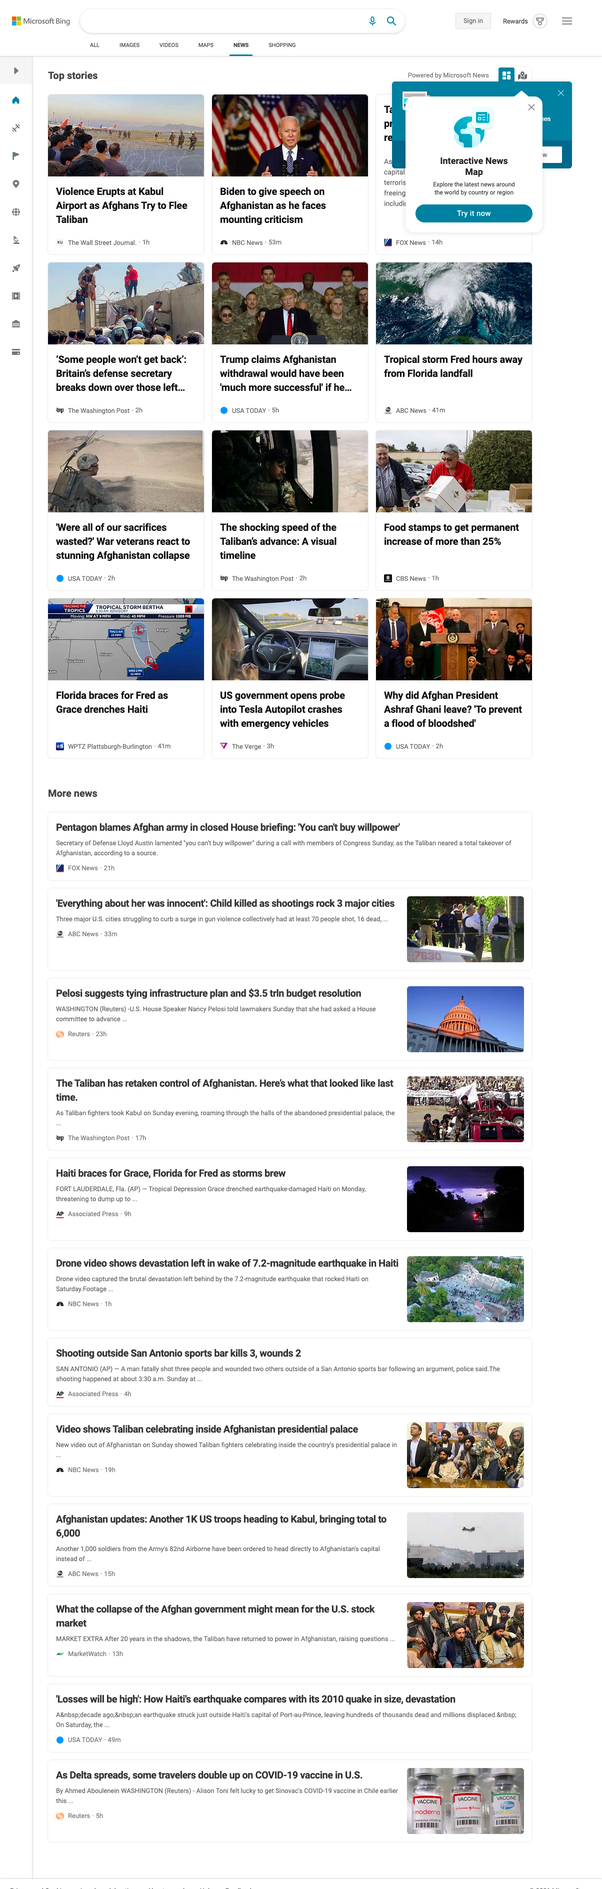 Microsoft Bing
Sign in
Rewards
ALL
IMAGES
VIDEOS
MAPS
NEWS
SHOPPING
Top stories
Powered by Microsoft News
Violence Erupts at Kabul
Airport as Afghans Try to Flee
Taliban
The Wall Street Journal. · 1h
Biden to give speech on
Afghanistan as he faces
mounting criticism
NBC News · 53m
FOX News · 14h
Interactive News
Map
Explore the latest news around
the world by country or region
Try it now
'Some people won't get back':
Britain's defense secretary
breaks down over those left...
The Washington Post · 2h
Trump claims Afghanistan
withdrawal would have been
'much more successful' if he...
USA TODAY · 5h
Tropical storm Fred hours away
from Florida landfall
ABC News · 41m
'Were all of our sacrifices
wasted?' War veterans react to
stunning Afghanistan collapse
USA TODAY · 2h
The shocking speed of the
Taliban's advance: A visual
timeline
The Washington Post · 2h
Food stamps to get permanent
increase of more than 25%
CBS News · 1h
TROPICAL STORM BERTHA
Florida braces for Fred as
Grace drenches Haiti
WPTZ Plattsburgh-Burlington · 41m
US government opens probe
into Tesla Autopilot crashes
with emergency vehicles
The Verge · 3h
Why did Afghan President
Ashraf Ghani leave? 'To prevent
a flood of bloodshed'
USA TODAY · 2h
More news
Pentagon blames Afghan army in closed House briefing: 'You can't buy willpower'
Secretary of Defense Lloyd Austin lamented "you can't buy willpower" during a call with members of Congress Sunday, as the Taliban neared a total takeover of
Afghanistan, according to a source.
FOX News · 21h
'Everything about her was innocent': Child killed as shootings rock 3 major cities
Three major U.S. cities struggling to curb a surge in gun violence collectively had at least 70 people shot, 16 dead, ...
ABC News · 33m
Pelosi suggests tying infrastructure plan and $3.5 trln budget resolution
WASHINGTON (Reuters) -U.S. House Speaker Nancy Pelosi told lawmakers Sunday that she had asked a House
committee to advance ...
Reuters · 23h
The Taliban has retaken control of Afghanistan. Here's what that looked like last
time.
As Taliban fighters took Kabul on Sunday evening, roaming through the halls of the abandoned presidential palace, the
...
The Washington Post · 17h
Haiti braces for Grace, Florida for Fred as storms brew
FORT LAUDERDALE, Fla. (AP) — Tropical Depression Grace drenched earthquake-damaged Haiti on Monday,
threatening to dump up to ...
Associated Press · 9h
Drone video shows devastation left in wake of 7.2-magnitude earthquake in Haiti
Drone video captured the brutal devastation left behind by the 7.2-magnitude earthquake that rocked Haiti on
Saturday.Footage ...
NBC News · 1h
Shooting outside San Antonio sports bar kills 3, wounds 2
SAN ANTONIO (AP) — A man fatally shot three people and wounded two others outside of a San Antonio sports bar following an argument, police said.The
shooting happened at about 3:30 a.m. Sunday at ...
Associated Press · 4h
Video shows Taliban celebrating inside Afghanistan presidential palace
New video out of Afghanistan on Sunday showed Taliban fighters celebrating inside the country's presidential palace in
...
NBC News · 19h
Afghanistan updates: Another 1K US troops heading to Kabul, bringing total to
6,000
Another 1,000 soldiers from the Army's 82nd Airborne have been ordered to head directly to Afghanistan's capital
instead of ...
ABC News · 15h
What the collapse of the Afghan government might mean for the U.S. stock
market
MARKET EXTRA After 20 years in the shadows, the Taliban have returned to power in Afghanistan, raising questions ...
MarketWatch · 13h
'Losses will be high': How Haiti's earthquake compares with its 2010 quake in size, devastation
A&nbsp;decade ago,&nbsp;an earthquake struck just outside Haiti's capital of Port-au-Prince, leaving hundreds of thousands dead and millions displaced.&nbsp;
On Saturday, the ...
USA TODAY · 49m
As Delta spreads, some travelers double up on COVID-19 vaccine in U.S.
By Ahmed Aboulenein WASHINGTON (Reuters) - Alison Toni felt lucky to get Sinovac's COVID-19 vaccine in Chile earlier
this ...
Reuters · 5h
VACCINE
moderna
VACCINE
VACCINE